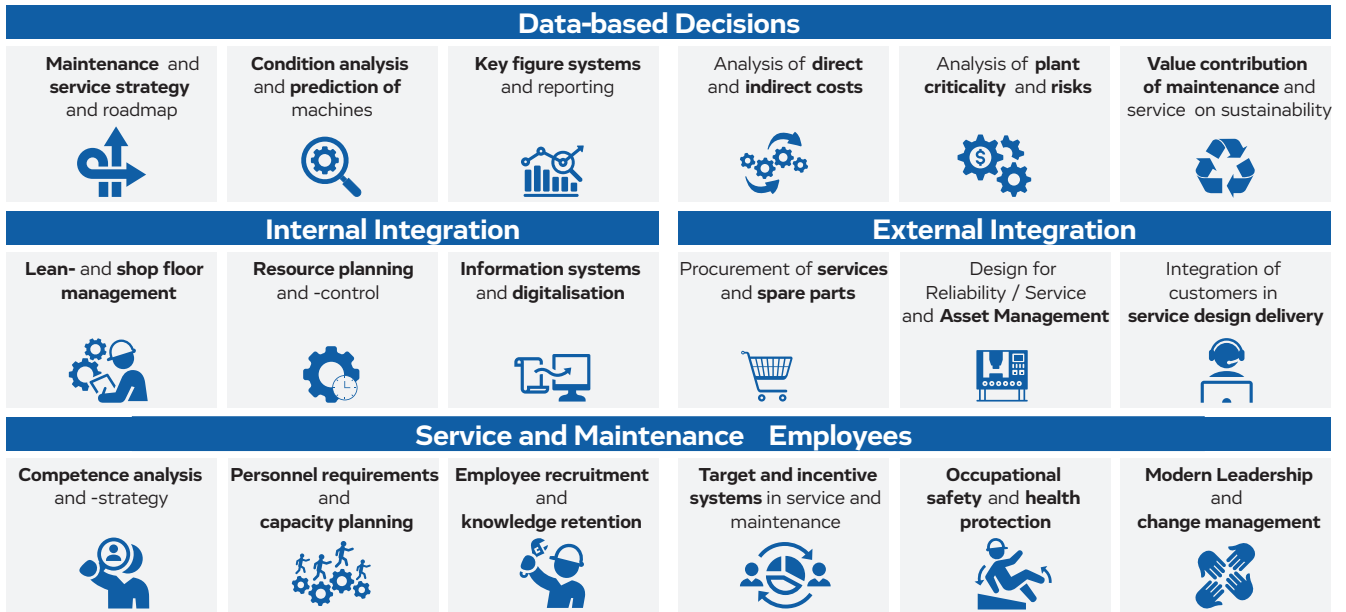 Data-based Decisions
Maintenance and
service strategy
and roadmap
Condition analysis
and prediction of
machines
Key figure systems
and reporting
Analysis of direct
and indirect costs
Analysis of plant
criticality and risks
Value contribution
of maintenance and
service on sustainability
$
Internal Integration
External Integration
Lean- and shop floor
management
Resource planning
and -control
Information systems
and digitalisation
Procurement of services
and spare parts
Design for
Reliability / Service
and Asset Management
Integration of
customers in
service design delivery
Service and Maintenance Employees
Competence analysis
and -strategy
Personnel requirements
and
capacity planning
Employee recruitment
and
knowledge retention
Target and incentive
systems in service and
maintenance
Occupational
safety and health
protection
Modern Leadership
and
change management